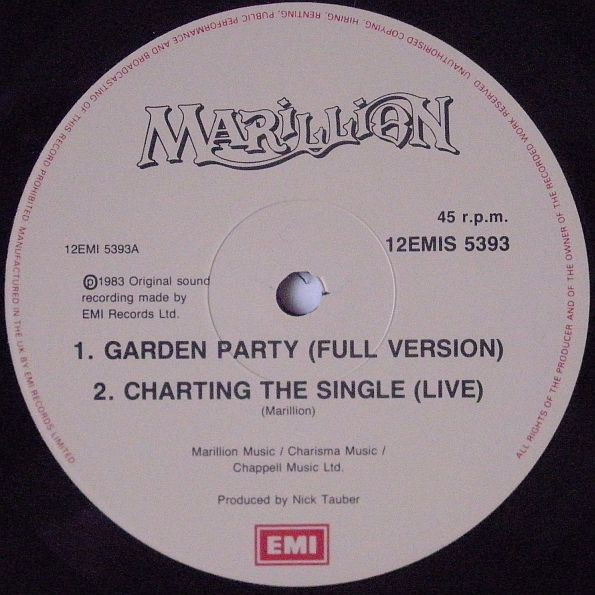 MARILLION
45 r.p.m.
12EMI 5393A
12EMIS 5393
℗1983 Original sound
recording made by
EMI Records Ltd.
1. GARDEN PARTY (FULL VERSION)
2. CHARTING THE SINGLE (LIVE)
(Marillion)
Marillion Music / Charisma Music /
Chappell Music Ltd.
Produced by Nick Tauber
EMI
ALL RIGHTS OF THE PRODUCER AND OF THE OWNER OF THE RECORDED WORK RESERVED. UNAUTHORISED COPYING, HIRING, RENTING, PUBLIC PERFORMANCE AND BROADCASTING OF THIS RECORD PROHIBITED. MANUFACTURED IN THE UK BY EMI RECORDS LIMITED